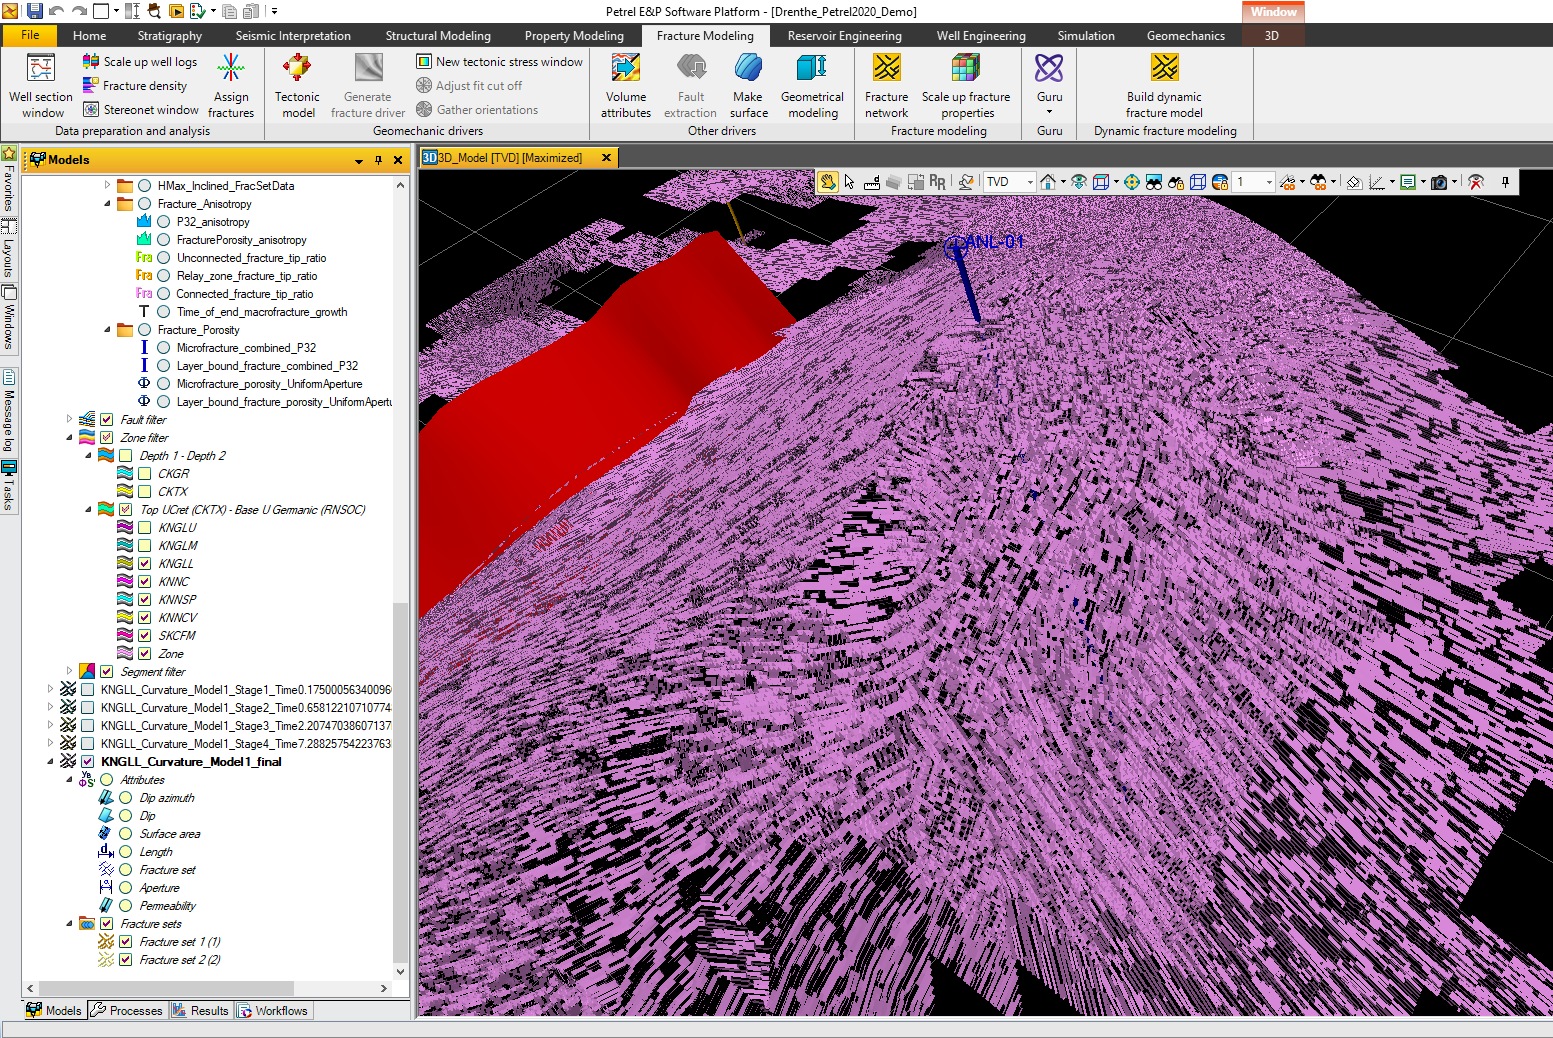 Petrel E&P Software Platform - [Drenthe_Petrel2020_Demo]
Window
File Home Stratigraphy Seismic Interpretation Structural Modeling Property Modeling Fracture Modeling Reservoir Engineering Well Engineering Simulation Geomechanics 3D
Well section window
Scale up well logs
Fracture density
Stereonet window
Assign fractures
Data preparation and analysis
Tectonic model
Generate fracture driver
New tectonic stress window
Adjust fit cut off
Gather orientations
Geomechanic drivers
Volume attributes
Fault extraction
Make surface
Geometrical modeling
Other drivers
Fracture network
Scale up fracture properties
Fracture modeling
Guru
Guru
Build dynamic fracture model
Dynamic fracture modeling
Favorites
Layouts
Windows
Message log
Tasks
Models
HMax_Inclined_FracSetData
Fracture_Anisotropy
P32_anisotropy
FracturePorosity_anisotropy
Fra Unconnected_fracture_tip_ratio
Fra Relay_zone_fracture_tip_ratio
Fra Connected_fracture_tip_ratio
T Time_of_end_macrofracture_growth
Fracture_Porosity
I Microfracture_combined_P32
I Layer_bound_fracture_combined_P32
Φ Microfracture_porosity_UniformAperture
Φ Layer_bound_fracture_porosity_UniformApertu
Fault filter
Zone filter
Depth 1 - Depth 2
CKGR
CKTX
Top UCret (CKTX) - Base U Germanic (RNSOC)
KNGLU
KNGLM
KNGLL
KNNC
KNNSP
KNNCV
SKCFM
Zone
Segment filter
KNGLL_Curvature_Model1_Stage1_Time0.17500056340096
KNGLL_Curvature_Model1_Stage2_Time0.65812210710774
KNGLL_Curvature_Model1_Stage3_Time2.20747038607137
KNGLL_Curvature_Model1_Stage4_Time7.2882575422376
KNGLL_Curvature_Model1_final
Attributes
Dip azimuth
Dip
Surface area
Length
Fracture set
Aperture
Permeability
Fracture sets
Fracture set 1 (1)
Fracture set 2 (2)
Models Processes Results Workflows
3D 3D_Model [TVD] [Maximized]
RR TVD 1
ANL-01